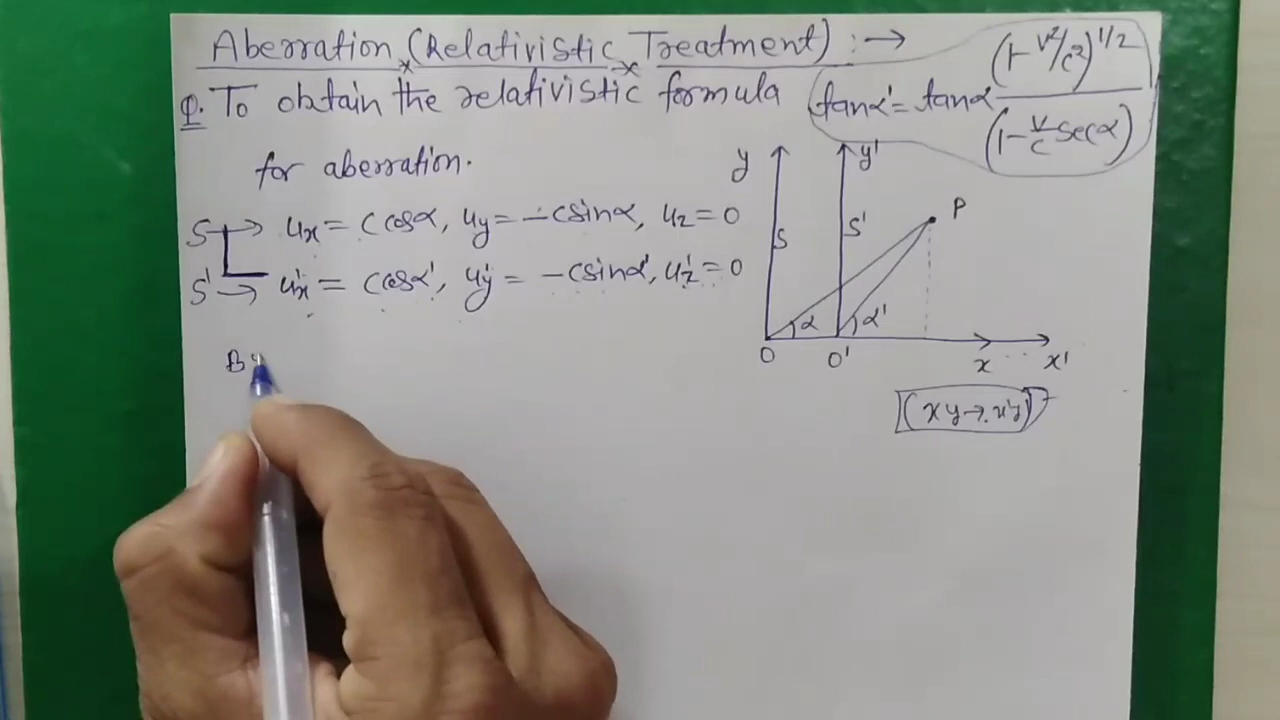 Aberration (Relativistic Treatment) :→
Q. To obtain the relativistic formula
for aberration.
tanα' = tanα (1-v²/c²)^1/2 / (1-v/c secα)
S → ux = c cosα, uy = -c sinα, uz = 0
S' → u'x = c cosα', u'y = -c sinα', u'z = 0
y y'
S S' P
α α'
O O' x x'
(xy → x'y')